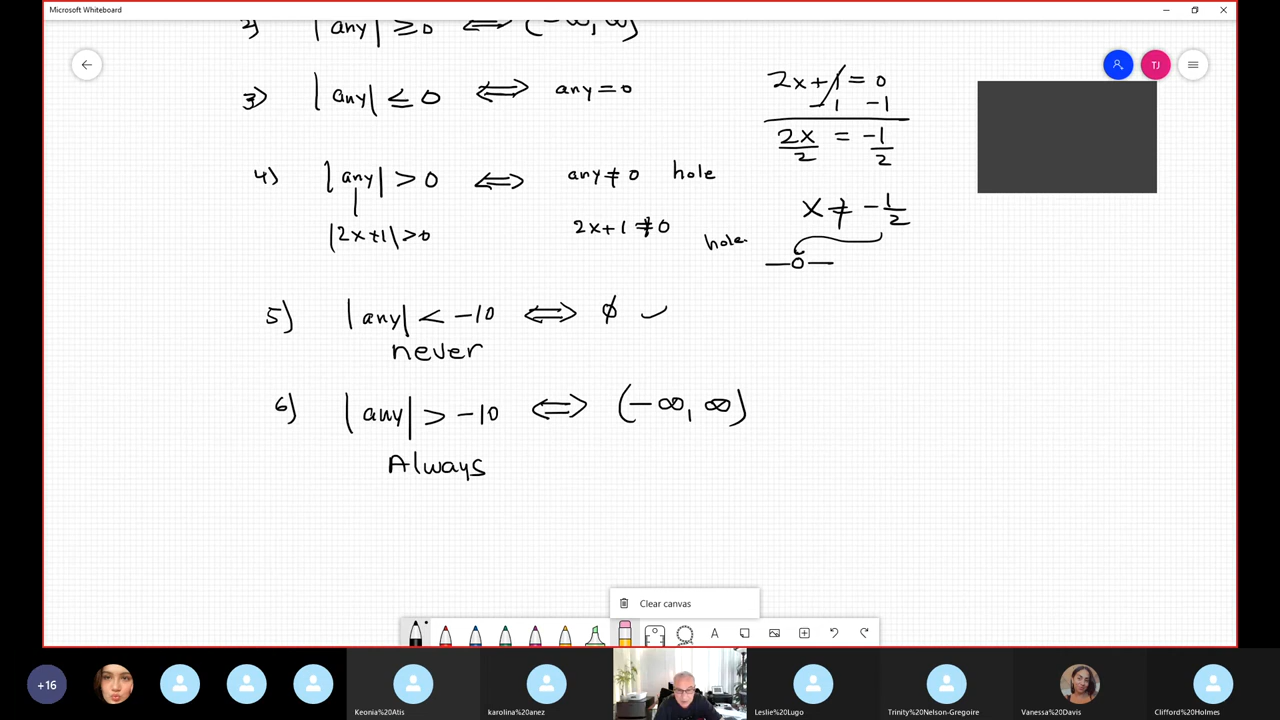 Microsoft Whiteboard
2) |any| ≥ 0 ⟺ (-∞, ∞)
3) |any| ≤ 0 ⟺ any = 0
4) |any| > 0 ⟺ any ≠ 0 hole
|2x+1| > 0 2x+1 ≠ 0 hole
2x+1 = 0
-1 -1
2x/2 = -1/2
x ≠ -1/2
5) |any| < -10 ⟺ ∅
never
6) |any| > -10 ⟺ (-∞, ∞)
Always
TJ
Clear canvas
A
+16
Keonia%20Atis
karolina%20anez
Leslie%20Lugo
Trinity%20Nelson-Gregoire
Vanessa%20Davis
Clifford%20Holmes